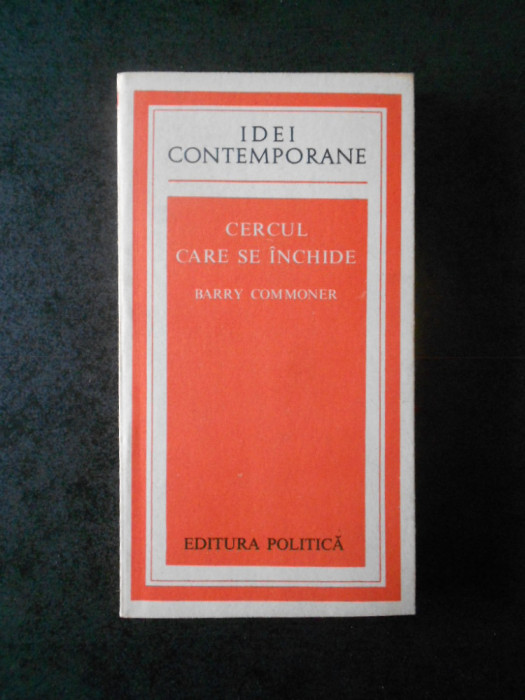 IDEI
CONTEMPORANE
CERCUL
CARE SE ÎNCHIDE
BARRY COMMONER
EDITURA POLITICĂ